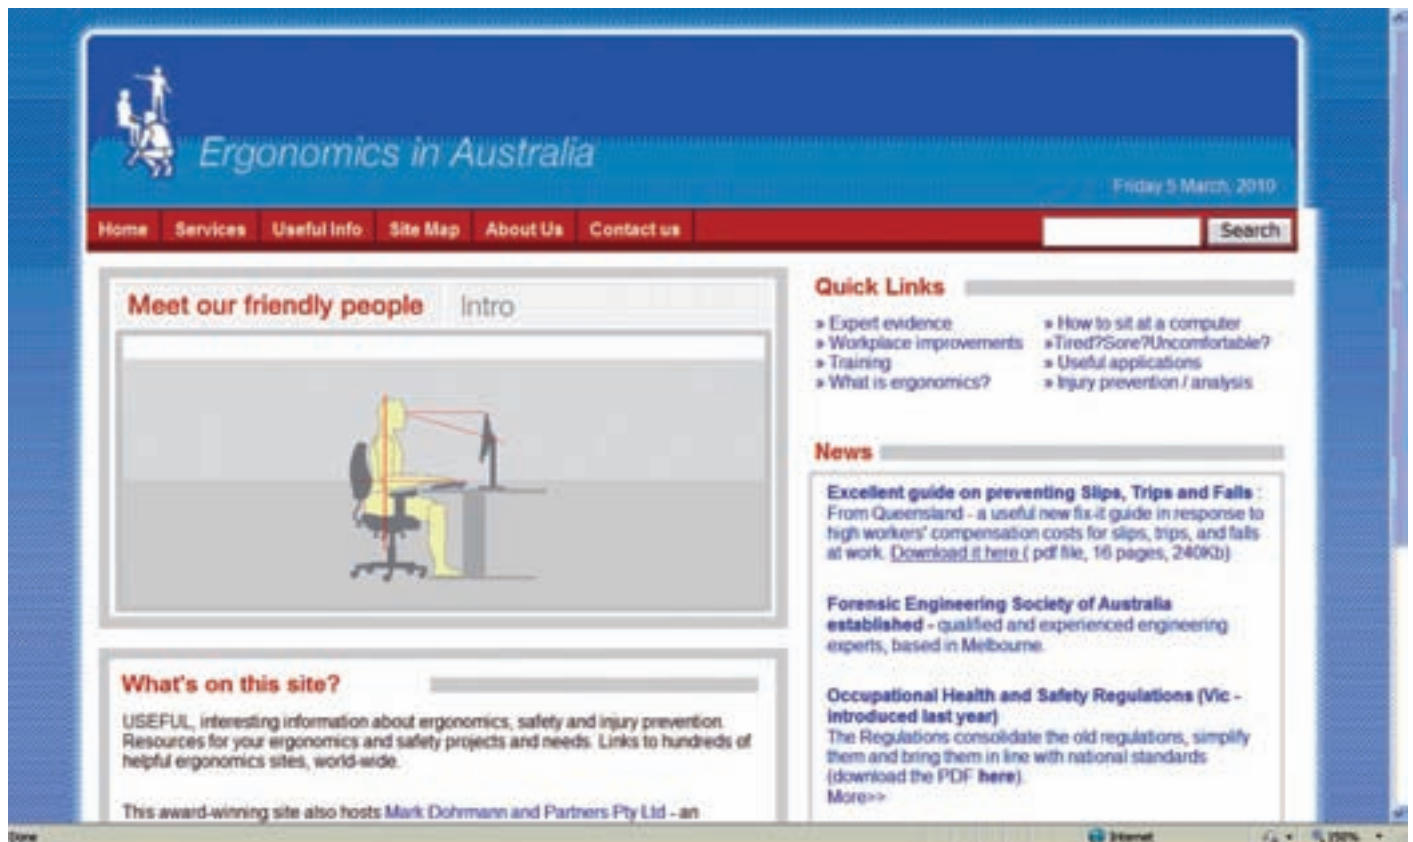 Ergonomics in Australia
Friday 5 March, 2010
Home Services Useful Info Site Map About Us Contact us Search
Meet our friendly people Intro
Quick Links
» Expert evidence
» Workplace improvements
» Training
» What is ergonomics?
» How to sit at a computer
»Tired?Sore?Uncomfortable?
» Useful applications
» Injury prevention / analysis
News
Excellent guide on preventing Slips, Trips and Falls :
From Queensland - a useful new fix-it guide in response to
high workers' compensation costs for slips, trips, and falls
at work. Download it here ( pdf file, 16 pages, 240Kb)
Forensic Engineering Society of Australia
established - qualified and experienced engineering
experts, based in Melbourne.
Occupational Health and Safety Regulations (Vic -
introduced last year)
The Regulations consolidate the old regulations, simplify
them and bring them in line with national standards
(download the PDF here).
More>>
What's on this site?
USEFUL, interesting information about ergonomics, safety and injury prevention.
Resources for your ergonomics and safety projects and needs. Links to hundreds of
helpful ergonomics sites, world-wide.
This award-winning site also hosts Mark Dohrmann and Partners Pty Ltd - an
Done Internet 150%